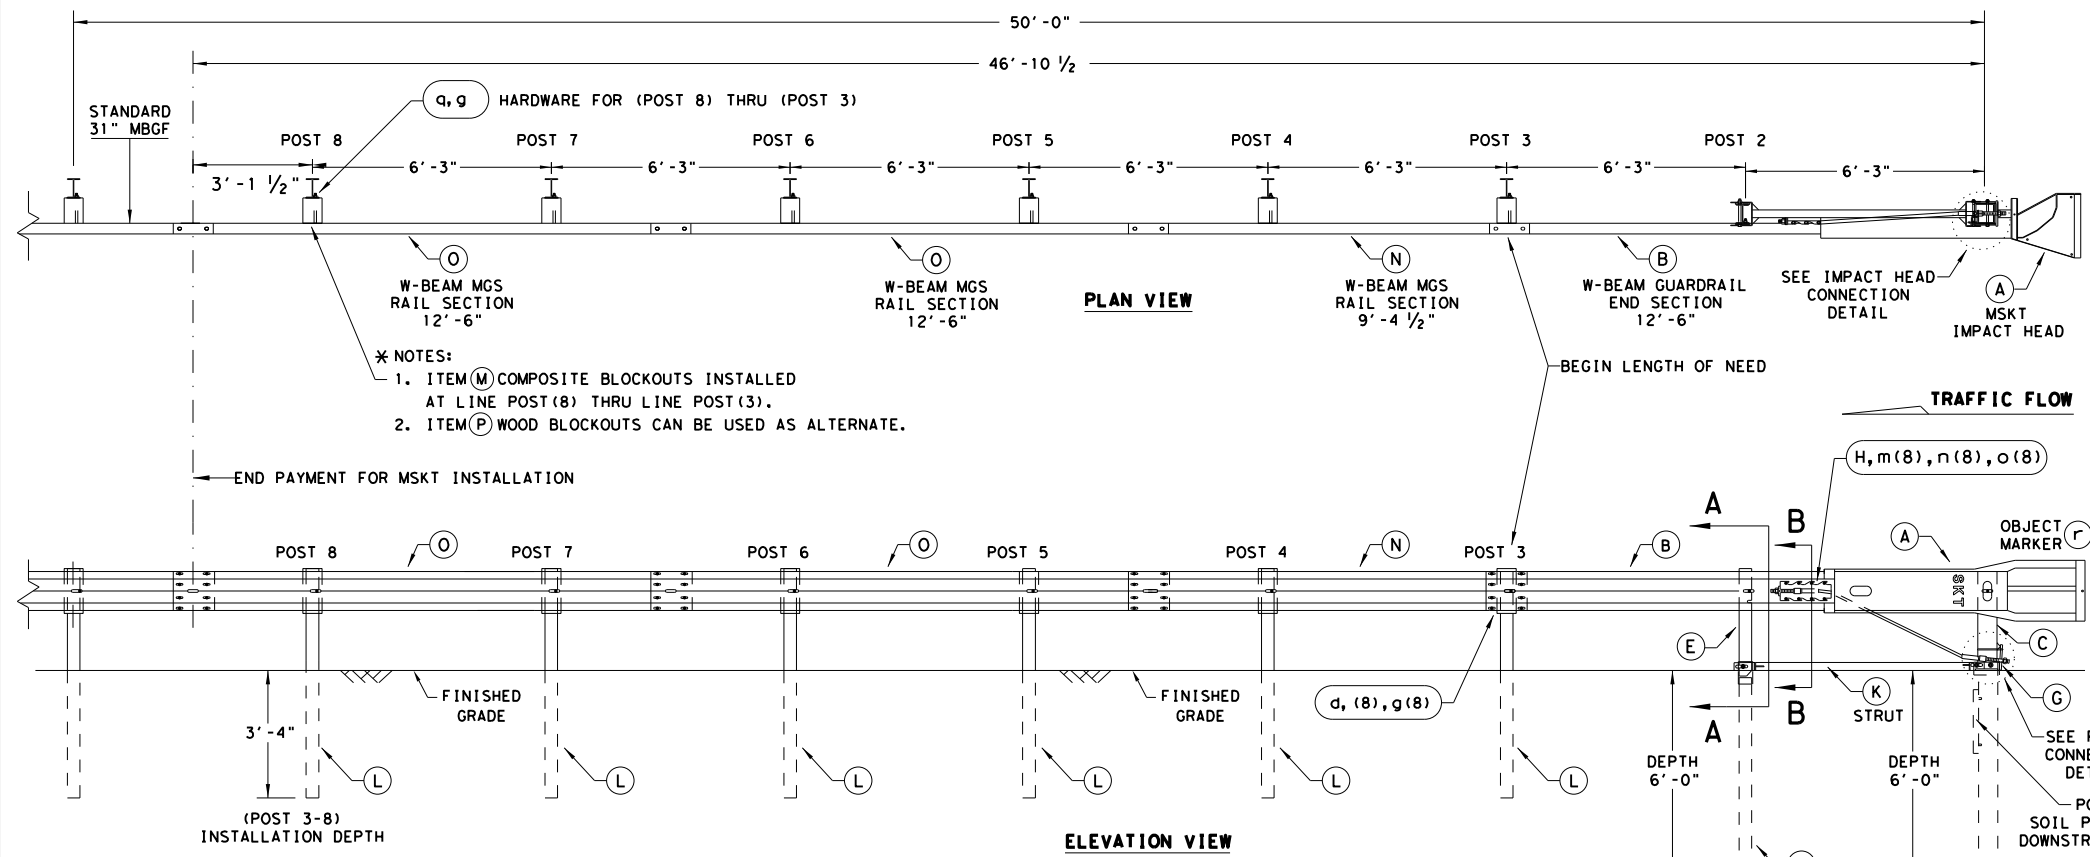 50'-0"
46'-10 ½
STANDARD
31" MBGF
q,g HARDWARE FOR (POST 8) THRU (POST 3)
POST 8
POST 7
POST 6
POST 5
POST 4
POST 3
POST 2
3'-1 ½"
6'-3"
6'-3"
6'-3"
6'-3"
6'-3"
6'-3"
6'-3"
O
W-BEAM MGS
RAIL SECTION
12'-6"
O
W-BEAM MGS
RAIL SECTION
12'-6"
PLAN VIEW
N
W-BEAM MGS
RAIL SECTION
9'-4 ½"
B
W-BEAM GUARDRAIL
END SECTION
12'-6"
SEE IMPACT HEAD
CONNECTION
DETAIL
A
MSKT
IMPACT HEAD
* NOTES:
1. ITEM M COMPOSITE BLOCKOUTS INSTALLED
AT LINE POST(8) THRU LINE POST(3).
2. ITEM P WOOD BLOCKOUTS CAN BE USED AS ALTERNATE.
BEGIN LENGTH OF NEED
TRAFFIC FLOW
END PAYMENT FOR MSKT INSTALLATION
H,m(8),n(8),o(8)
A
B
POST 8
O
POST 7
POST 6
O
POST 5
POST 4
N
POST 3
B
A
OBJECT
MARKER r
SKT
E
C
FINISHED
GRADE
FINISHED
GRADE
d,(8),g(8)
A
B
K
STRUT
G
3'-4"
L
L
L
L
L
L
DEPTH
6'-0"
DEPTH
6'-0"
SEE
CONNE
DET
SOIL P
DOWNSTR
(POST 3-8)
INSTALLATION DEPTH
ELEVATION VIEW